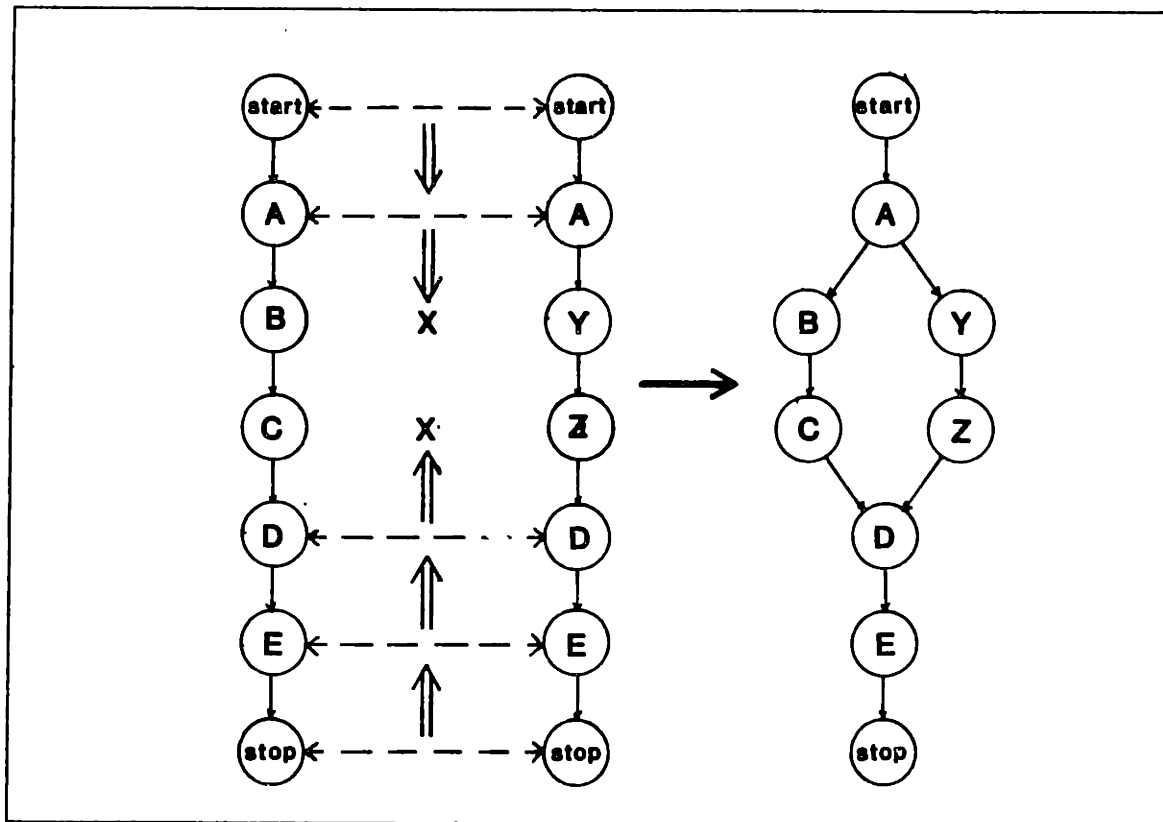 start start start
A A A
B X Y B Y
C X Z C Z
D D D
E E E
stop stop stop